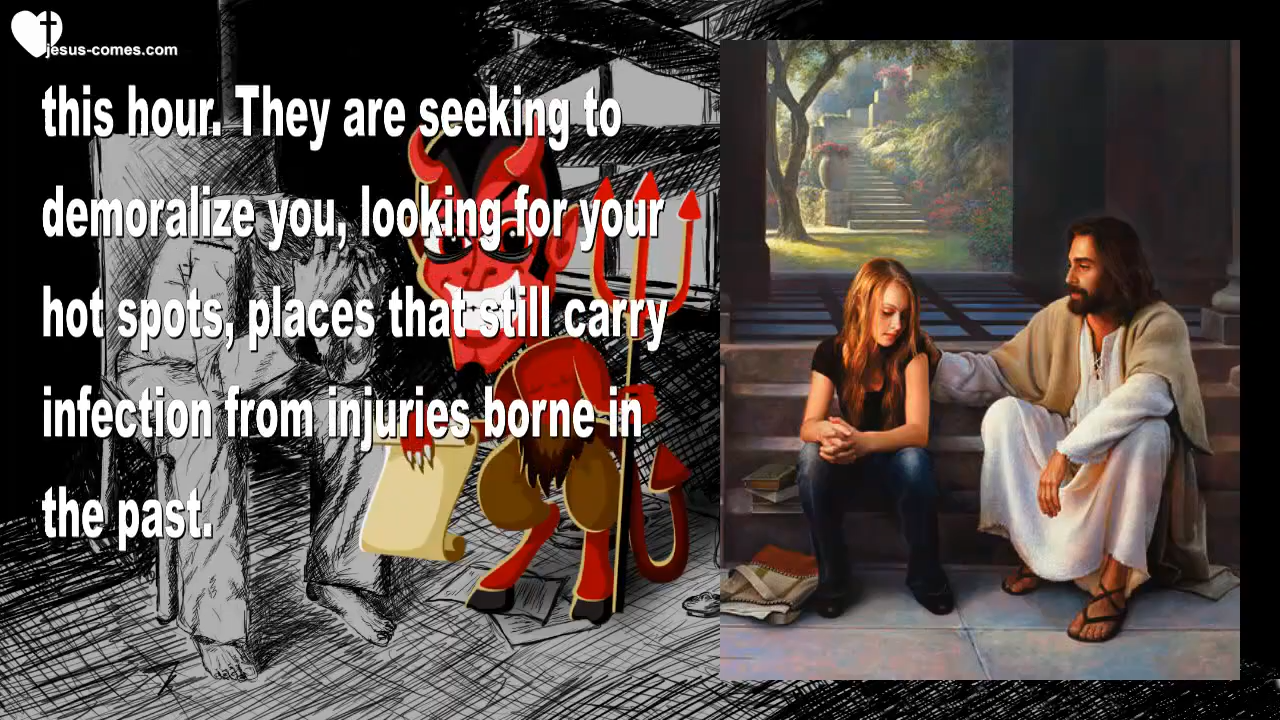 jesus-comes.com
this hour. They are seeking to
demoralize you, looking for your
hot spots, places that still carry
infection from injuries borne in
the past.